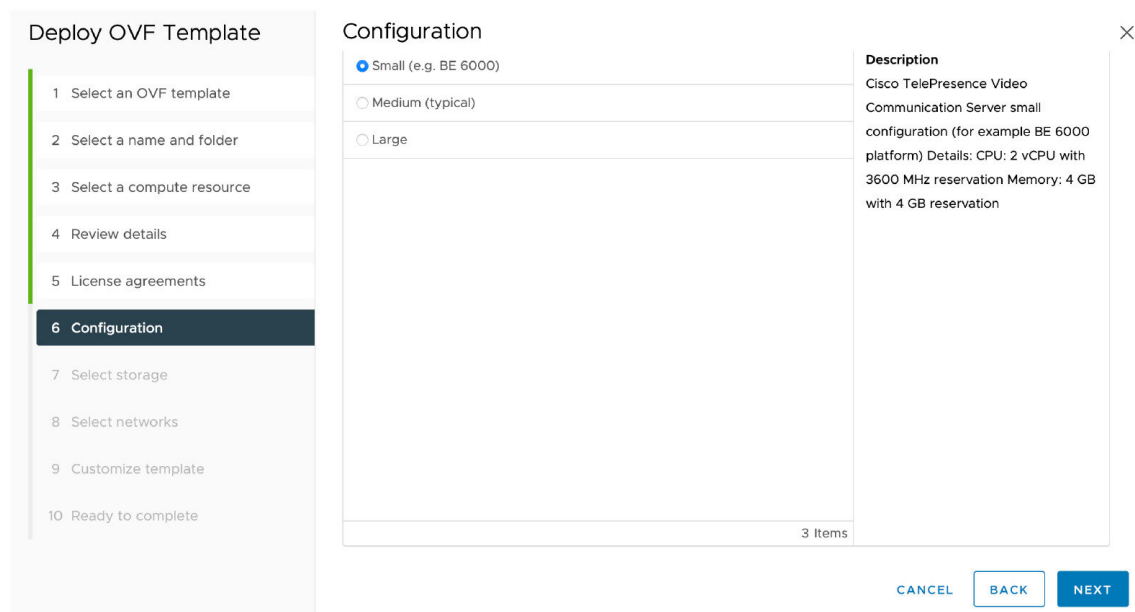 Deploy OVF Template
1 Select an OVF template
2 Select a name and folder
3 Select a compute resource
4 Review details
5 License agreements
6 Configuration
7 Select storage
8 Select networks
9 Customize template
10 Ready to complete
Configuration
Small (e.g. BE 6000)
Medium (typical)
Large
3 Items
Description
Cisco TelePresence Video
Communication Server small
configuration (for example BE 6000
platform) Details: CPU: 2 vCPU with
3600 MHz reservation Memory: 4 GB
with 4 GB reservation
CANCEL
BACK
NEXT